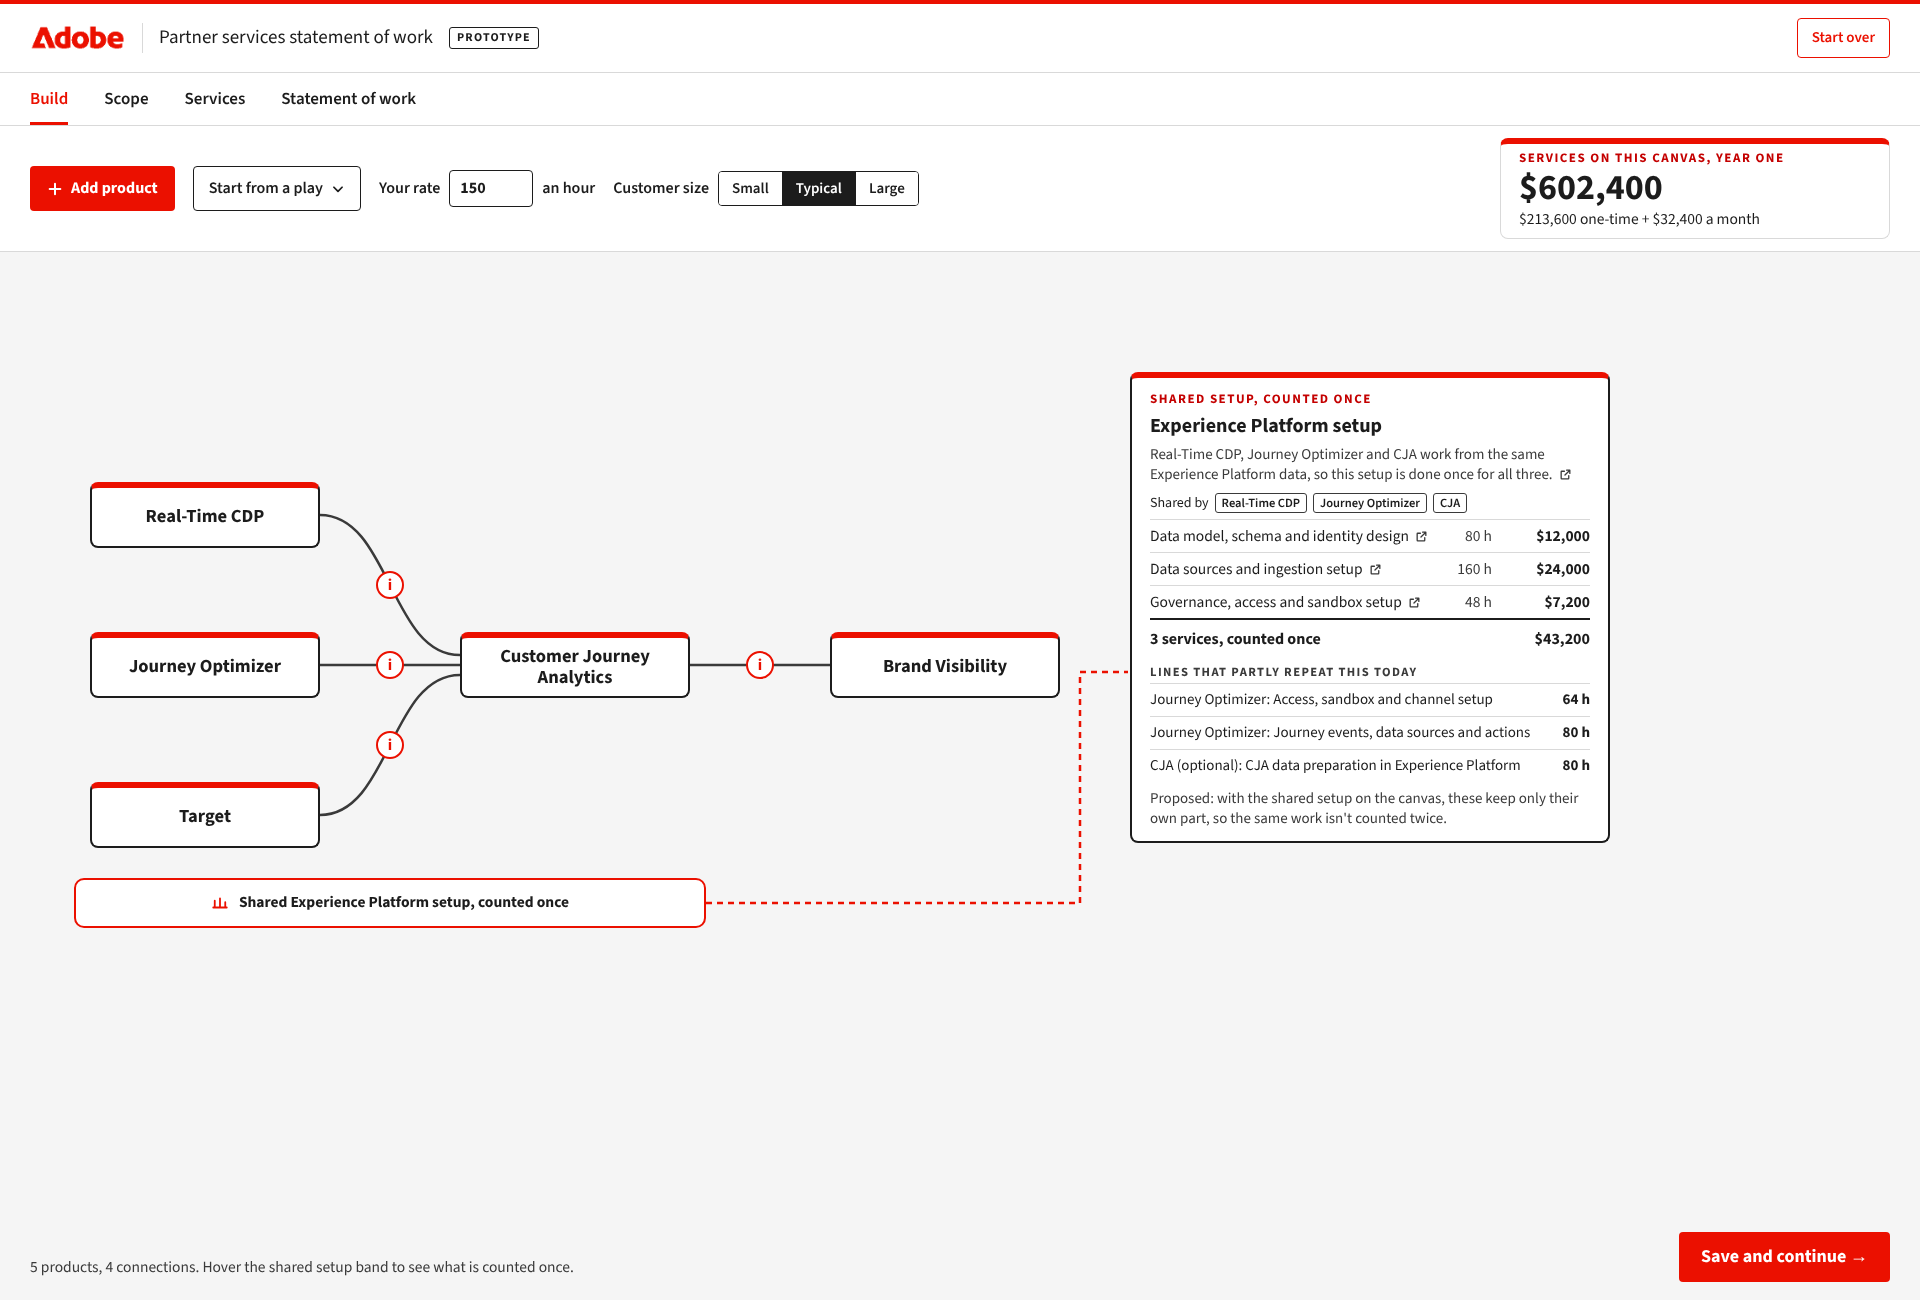 Adobe
Partner services statement of work
PROTOTYPE
Start over
Build
Scope
Services
Statement of work
+ Add product
Start from a play
Your rate
150
an hour
Customer size
Small
Typical
Large
SERVICES ON THIS CANVAS, YEAR ONE
$602,400
$213,600 one-time + $32,400 a month
Real-Time CDP
i
Journey Optimizer
i
Customer Journey
Analytics
i
Brand Visibility
i
Target
Shared Experience Platform setup, counted once
SHARED SETUP, COUNTED ONCE
Experience Platform setup
Real-Time CDP, Journey Optimizer and CJA work from the same
Experience Platform data, so this setup is done once for all three.
Shared by Real-Time CDP Journey Optimizer CJA
Data model, schema and identity design 80 h $12,000
Data sources and ingestion setup 160 h $24,000
Governance, access and sandbox setup 48 h $7,200
3 services, counted once $43,200
LINES THAT PARTLY REPEAT THIS TODAY
Journey Optimizer: Access, sandbox and channel setup 64 h
Journey Optimizer: Journey events, data sources and actions 80 h
CJA (optional): CJA data preparation in Experience Platform 80 h
Proposed: with the shared setup on the canvas, these keep only their
own part, so the same work isn't counted twice.
5 products, 4 connections. Hover the shared setup band to see what is counted once.
Save and continue →